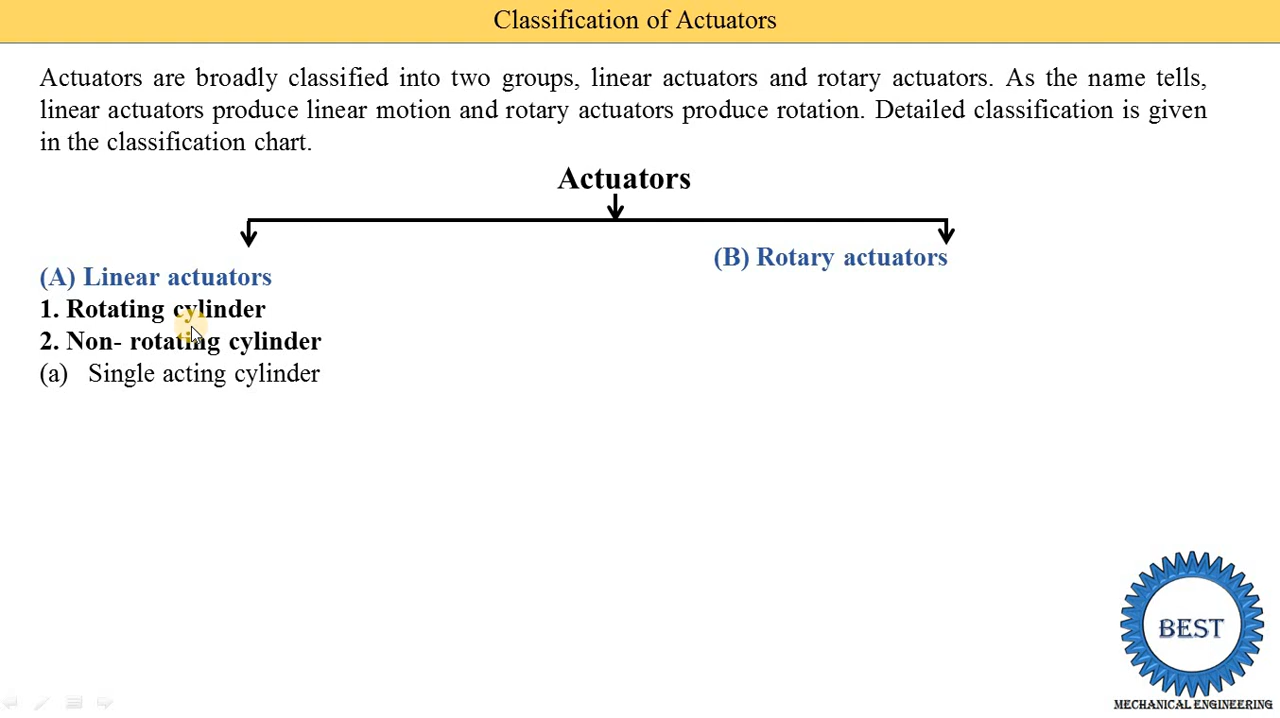 Classification of Actuators
Actuators are broadly classified into two groups, linear actuators and rotary actuators. As the name tells,
linear actuators produce linear motion and rotary actuators produce rotation. Detailed classification is given
in the classification chart.
Actuators
(A) Linear actuators
1. Rotating cylinder
2. Non- rotating cylinder
(a) Single acting cylinder
(B) Rotary actuators
BEST
MECHANICAL ENGINEERING